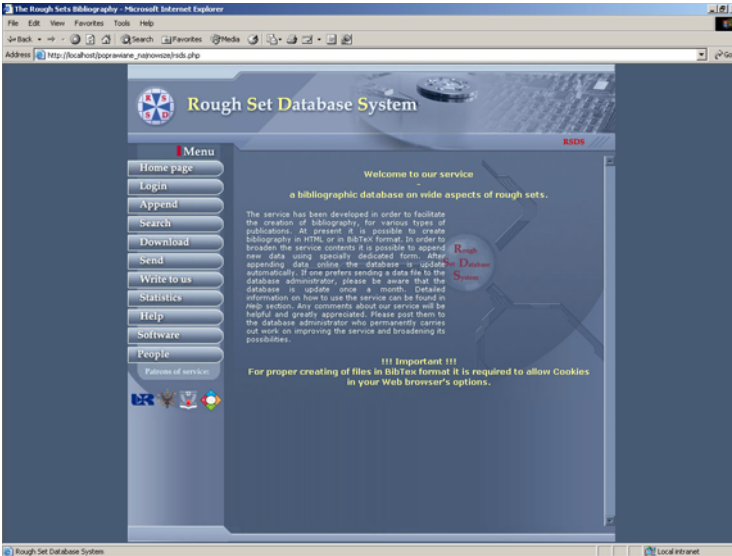 The Rough Sets Bibliography - Microsoft Internet Explorer
File Edit View Favorites Tools Help
Back Search Favorites Media
Address http://localhost/poprawiane_najnowsze/rsds.php Go
R S
S D
Rough Set Database System
RSDS
Menu
Home page
Login
Append
Search
Download
Send
Write to us
Statistics
Help
Software
People
Patrons of service:
UR
Welcome to our service
-
a bibliographic database on wide aspects of rough sets.
The service has been developed in order to facilitate
the creation of bibliography, for various types of
publications. At present it is possible to create
bibliography in HTML or in BibTeX format. In order to
broaden the service contents it is possible to append
new data using specially dedicated form. After
appending data online the database is update
automatically. If one prefers sending a data file to the
database administrator, please be aware that the
database is update once a month. Detailed
information on how to use the service can be found in
Help section. Any comments about our service will be
helpful and greatly appreciated. Please post them to
the database administrator who permanently carries
out work on improving the service and broadening its
possibilities.
Rough
Set Database
System
!!! Important !!!
For proper creating of files in BibTex format it is required to allow Cookies
in your Web browser's options.
Rough Set Database System Local intranet